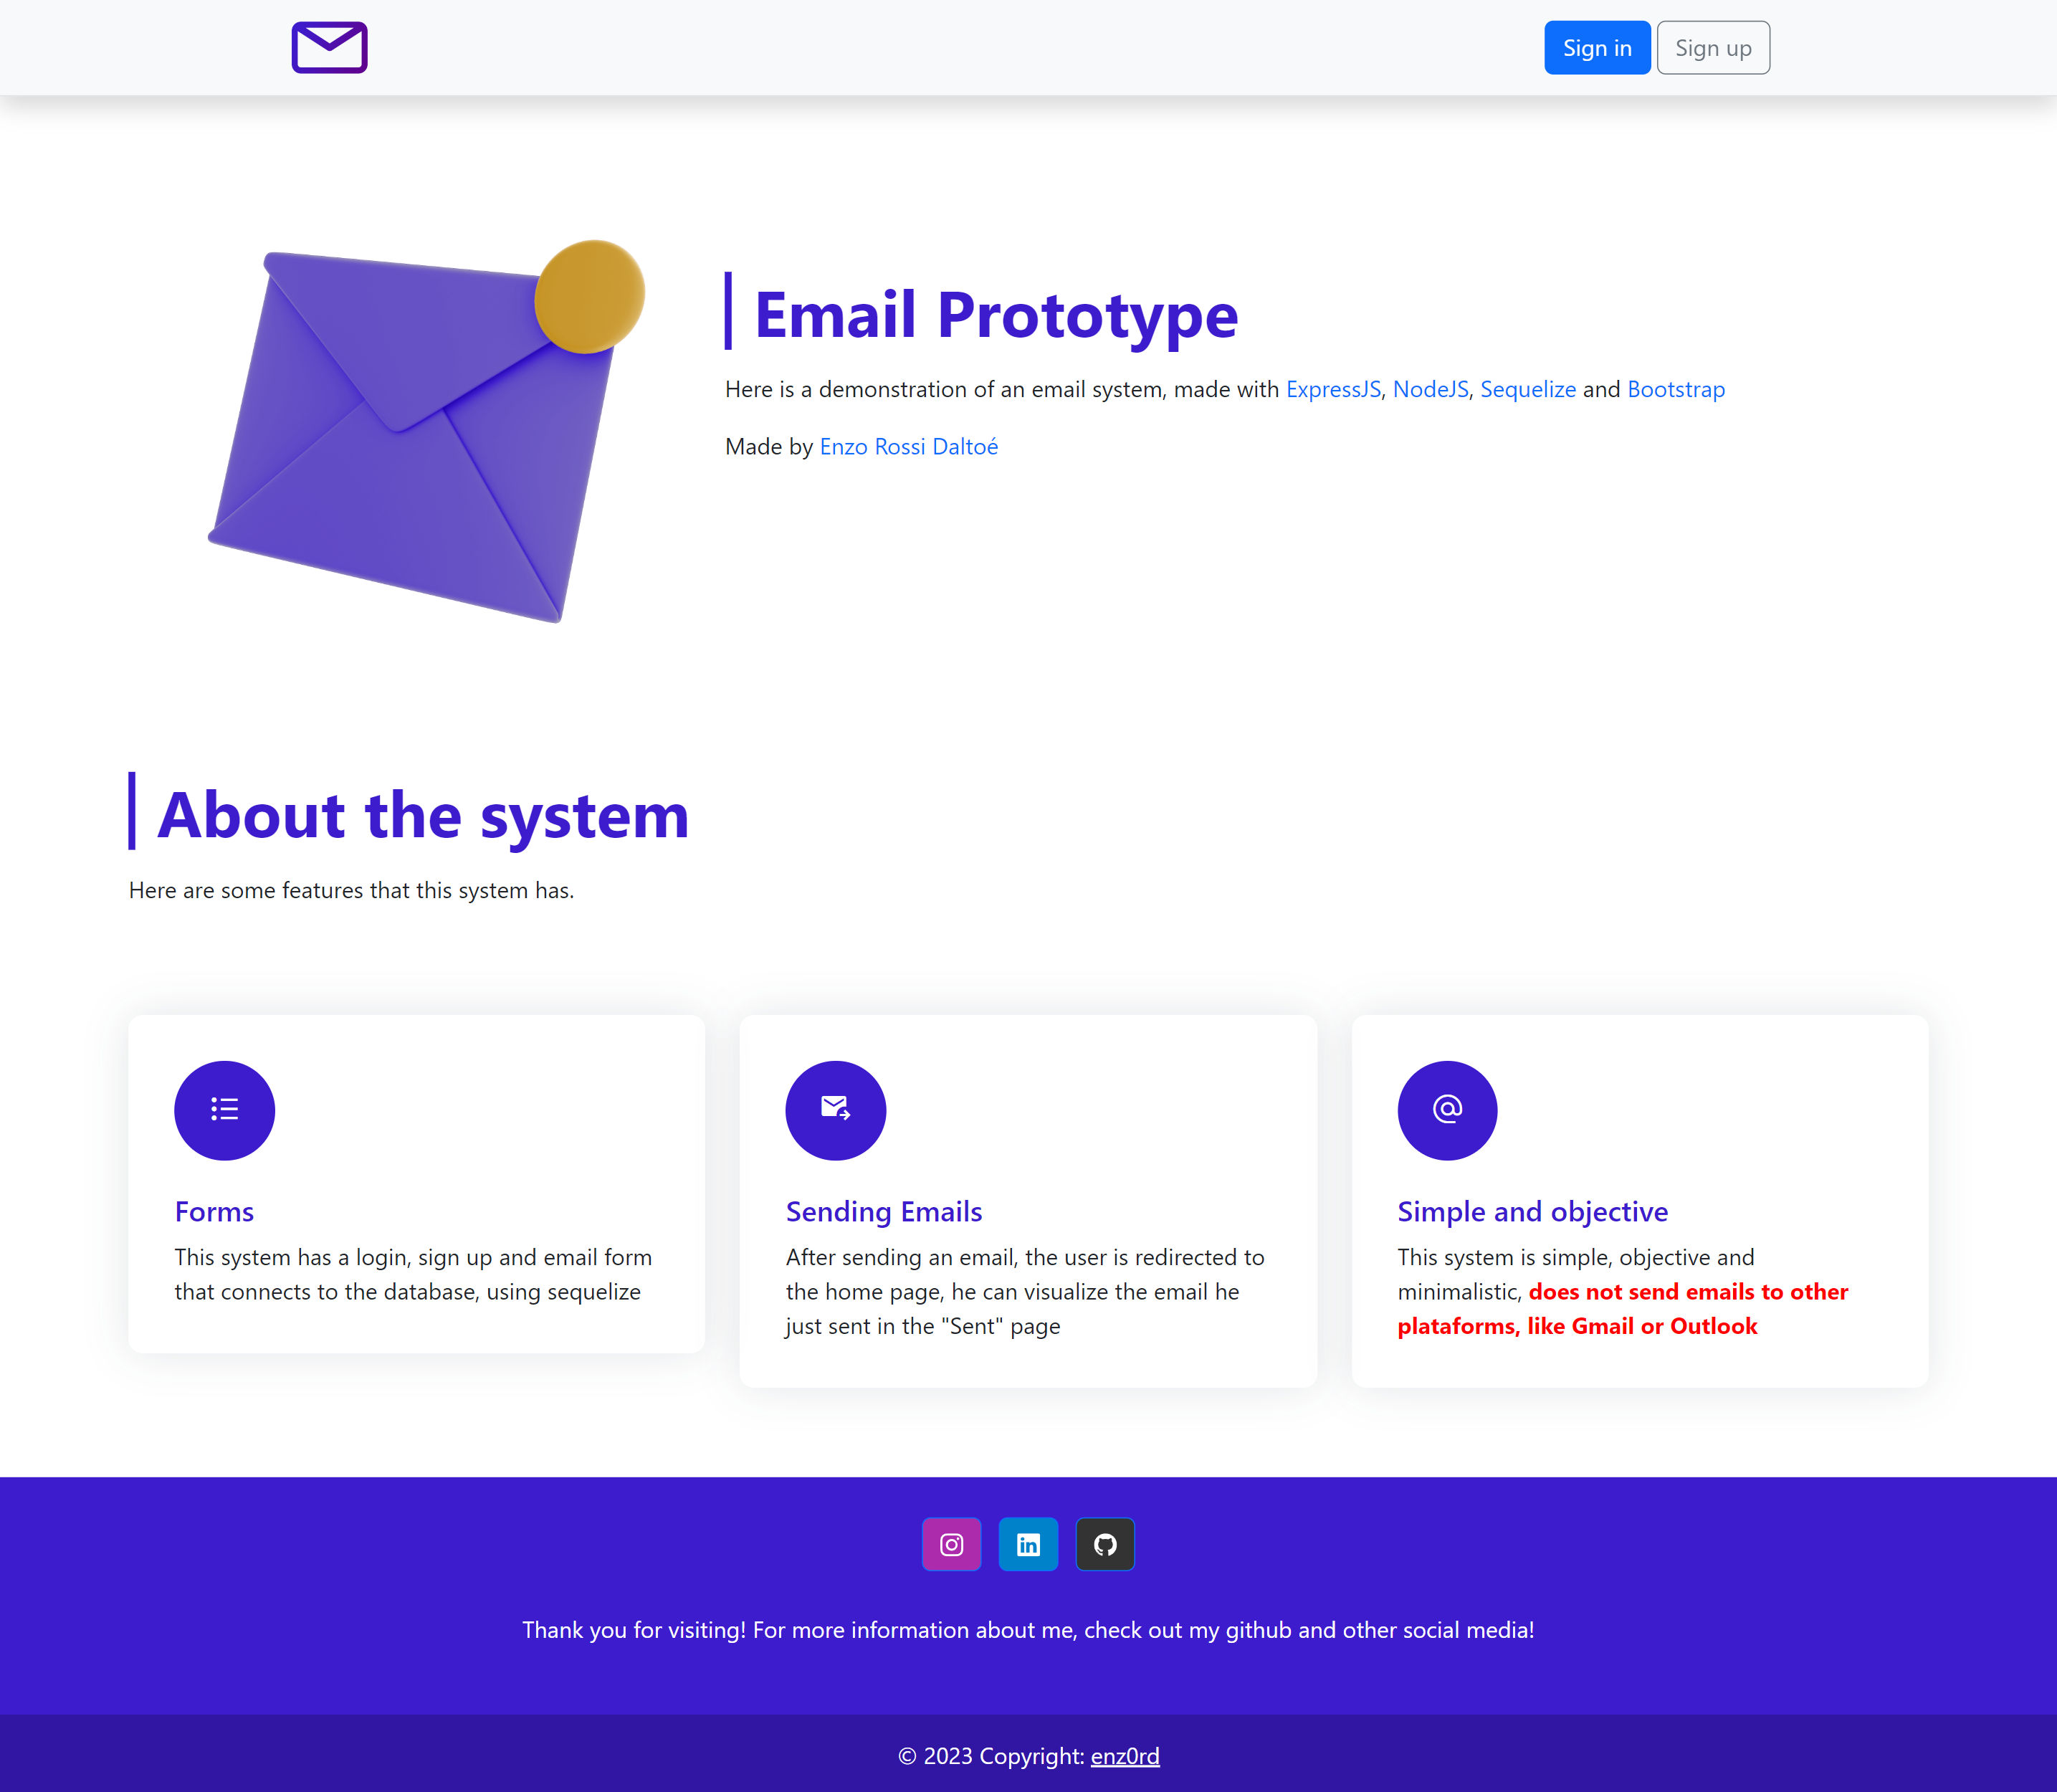 Sign in Sign up
Email Prototype
Here is a demonstration of an email system, made with ExpressJS, NodeJS, Sequelize and Bootstrap
Made by Enzo Rossi Daltoé
About the system
Here are some features that this system has.
Forms
This system has a login, sign up and email form
that connects to the database, using sequelize
Sending Emails
After sending an email, the user is redirected to
the home page, he can visualize the email he
just sent in the "Sent" page
Simple and objective
This system is simple, objective and
minimalistic, does not send emails to other
plataforms, like Gmail or Outlook
Thank you for visiting! For more information about me, check out my github and other social media!
© 2023 Copyright: enz0rd